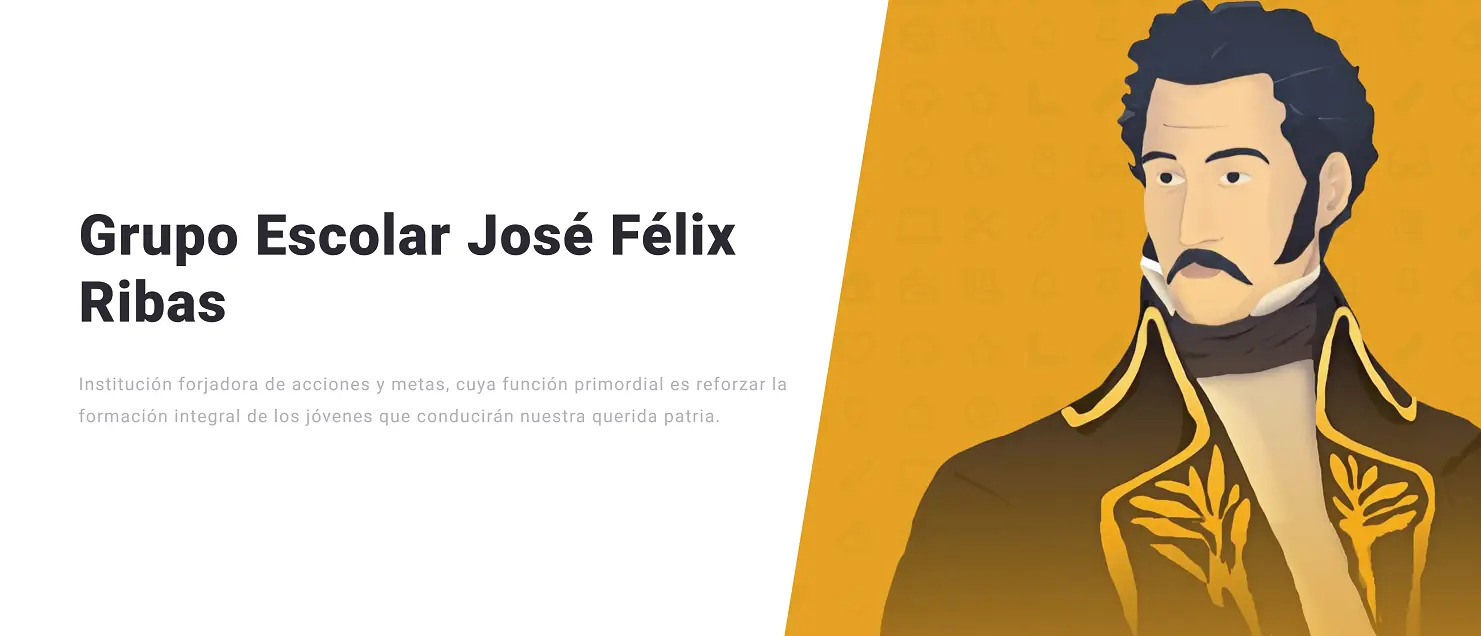 Grupo Escolar José Félix
Ribas
Institución forjadora de acciones y metas, cuya función primordial es reforzar la
formación integral de los jóvenes que conducirán nuestra querida patria.